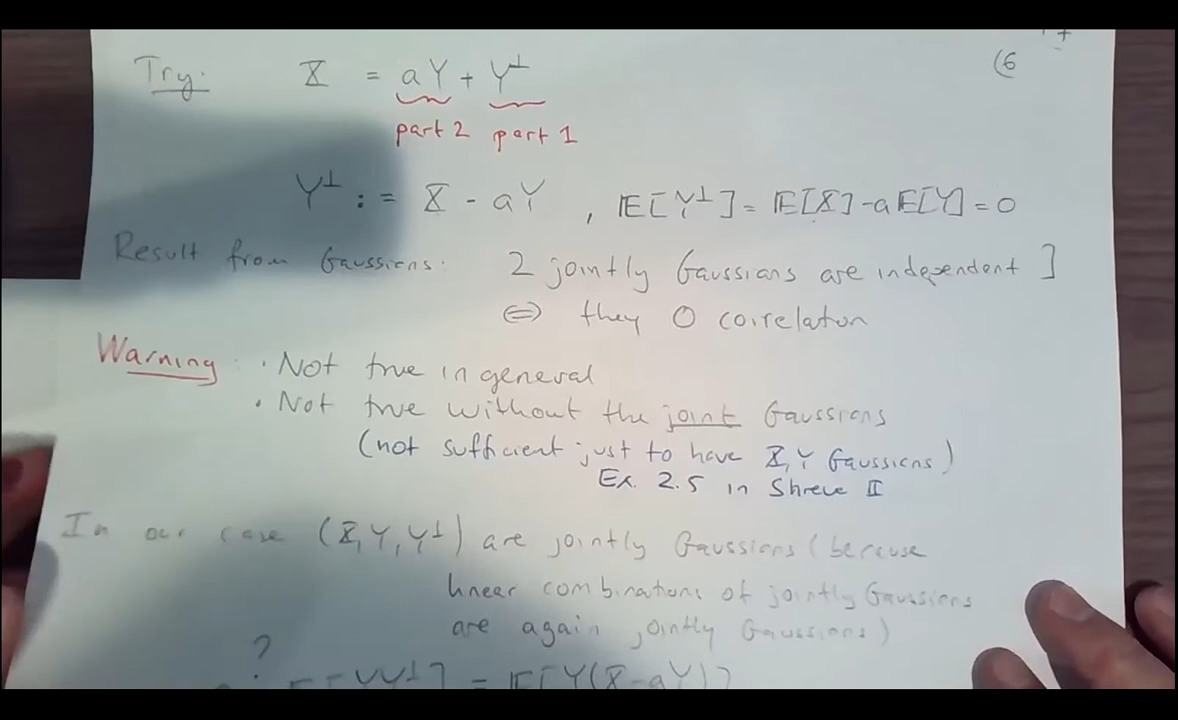 (6
Try: X = aY + Y⊥
part 2 part 1
Y⊥ := X - aY , E[Y⊥] = E[X] - aE[Y] = 0
Result from Gaussians: 2 jointly Gaussians are independent ]
⇔ they 0 correlation
Warning: · Not true in general
· Not true without the joint Gaussians
(not sufficient just to have X, Y Gaussians)
Ex. 2.5 in Shreve II
In our case (X, Y, Y⊥) are jointly Gaussians (because
linear combinations of jointly Gaussians
are again jointly Gaussians)
?
E[YY⊥] = E[Y(X-aY)]